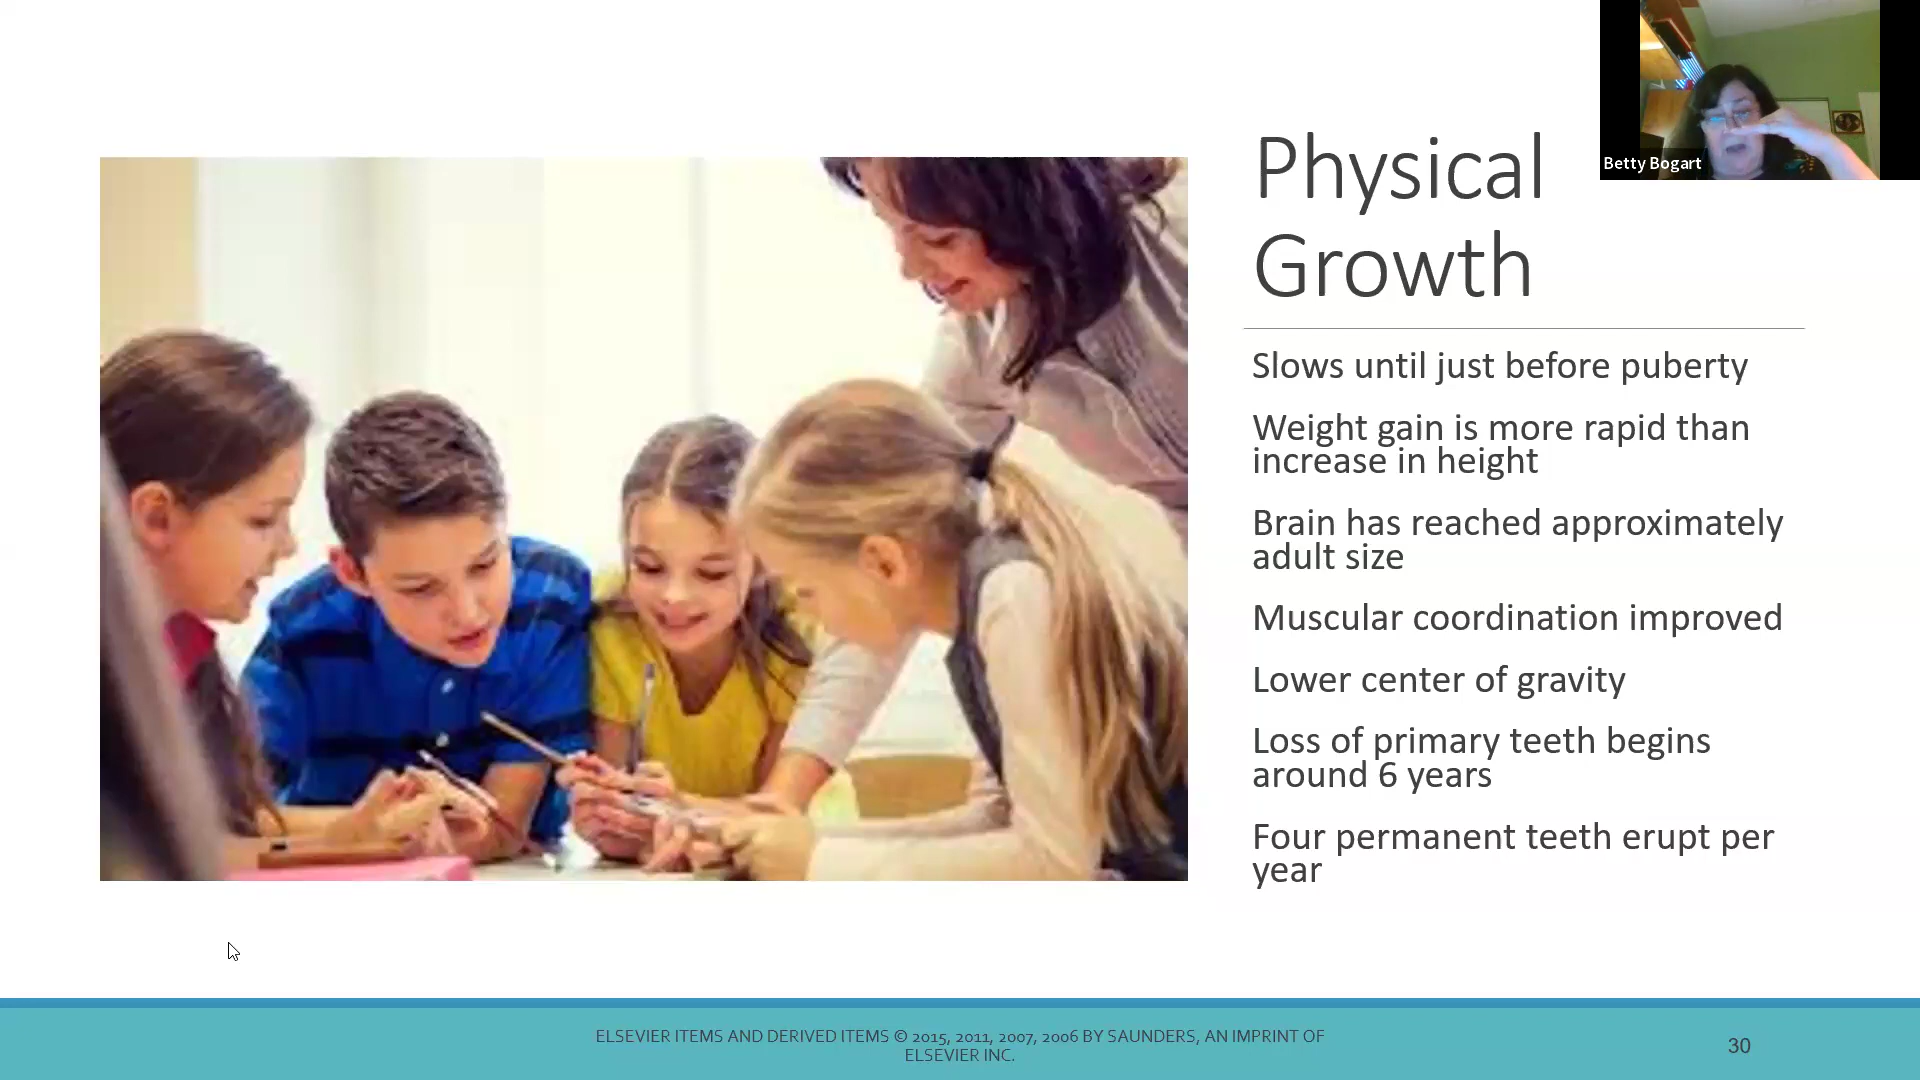 Betty Bogart
Physical
Growth
Slows until just before puberty
Weight gain is more rapid than
increase in height
Brain has reached approximately
adult size
Muscular coordination improved
Lower center of gravity
Loss of primary teeth begins
around 6 years
Four permanent teeth erupt per
year
ELSEVIER ITEMS AND DERIVED ITEMS © 2015, 2011, 2007, 2006 BY SAUNDERS, AN IMPRINT OF
ELSEVIER INC.
30